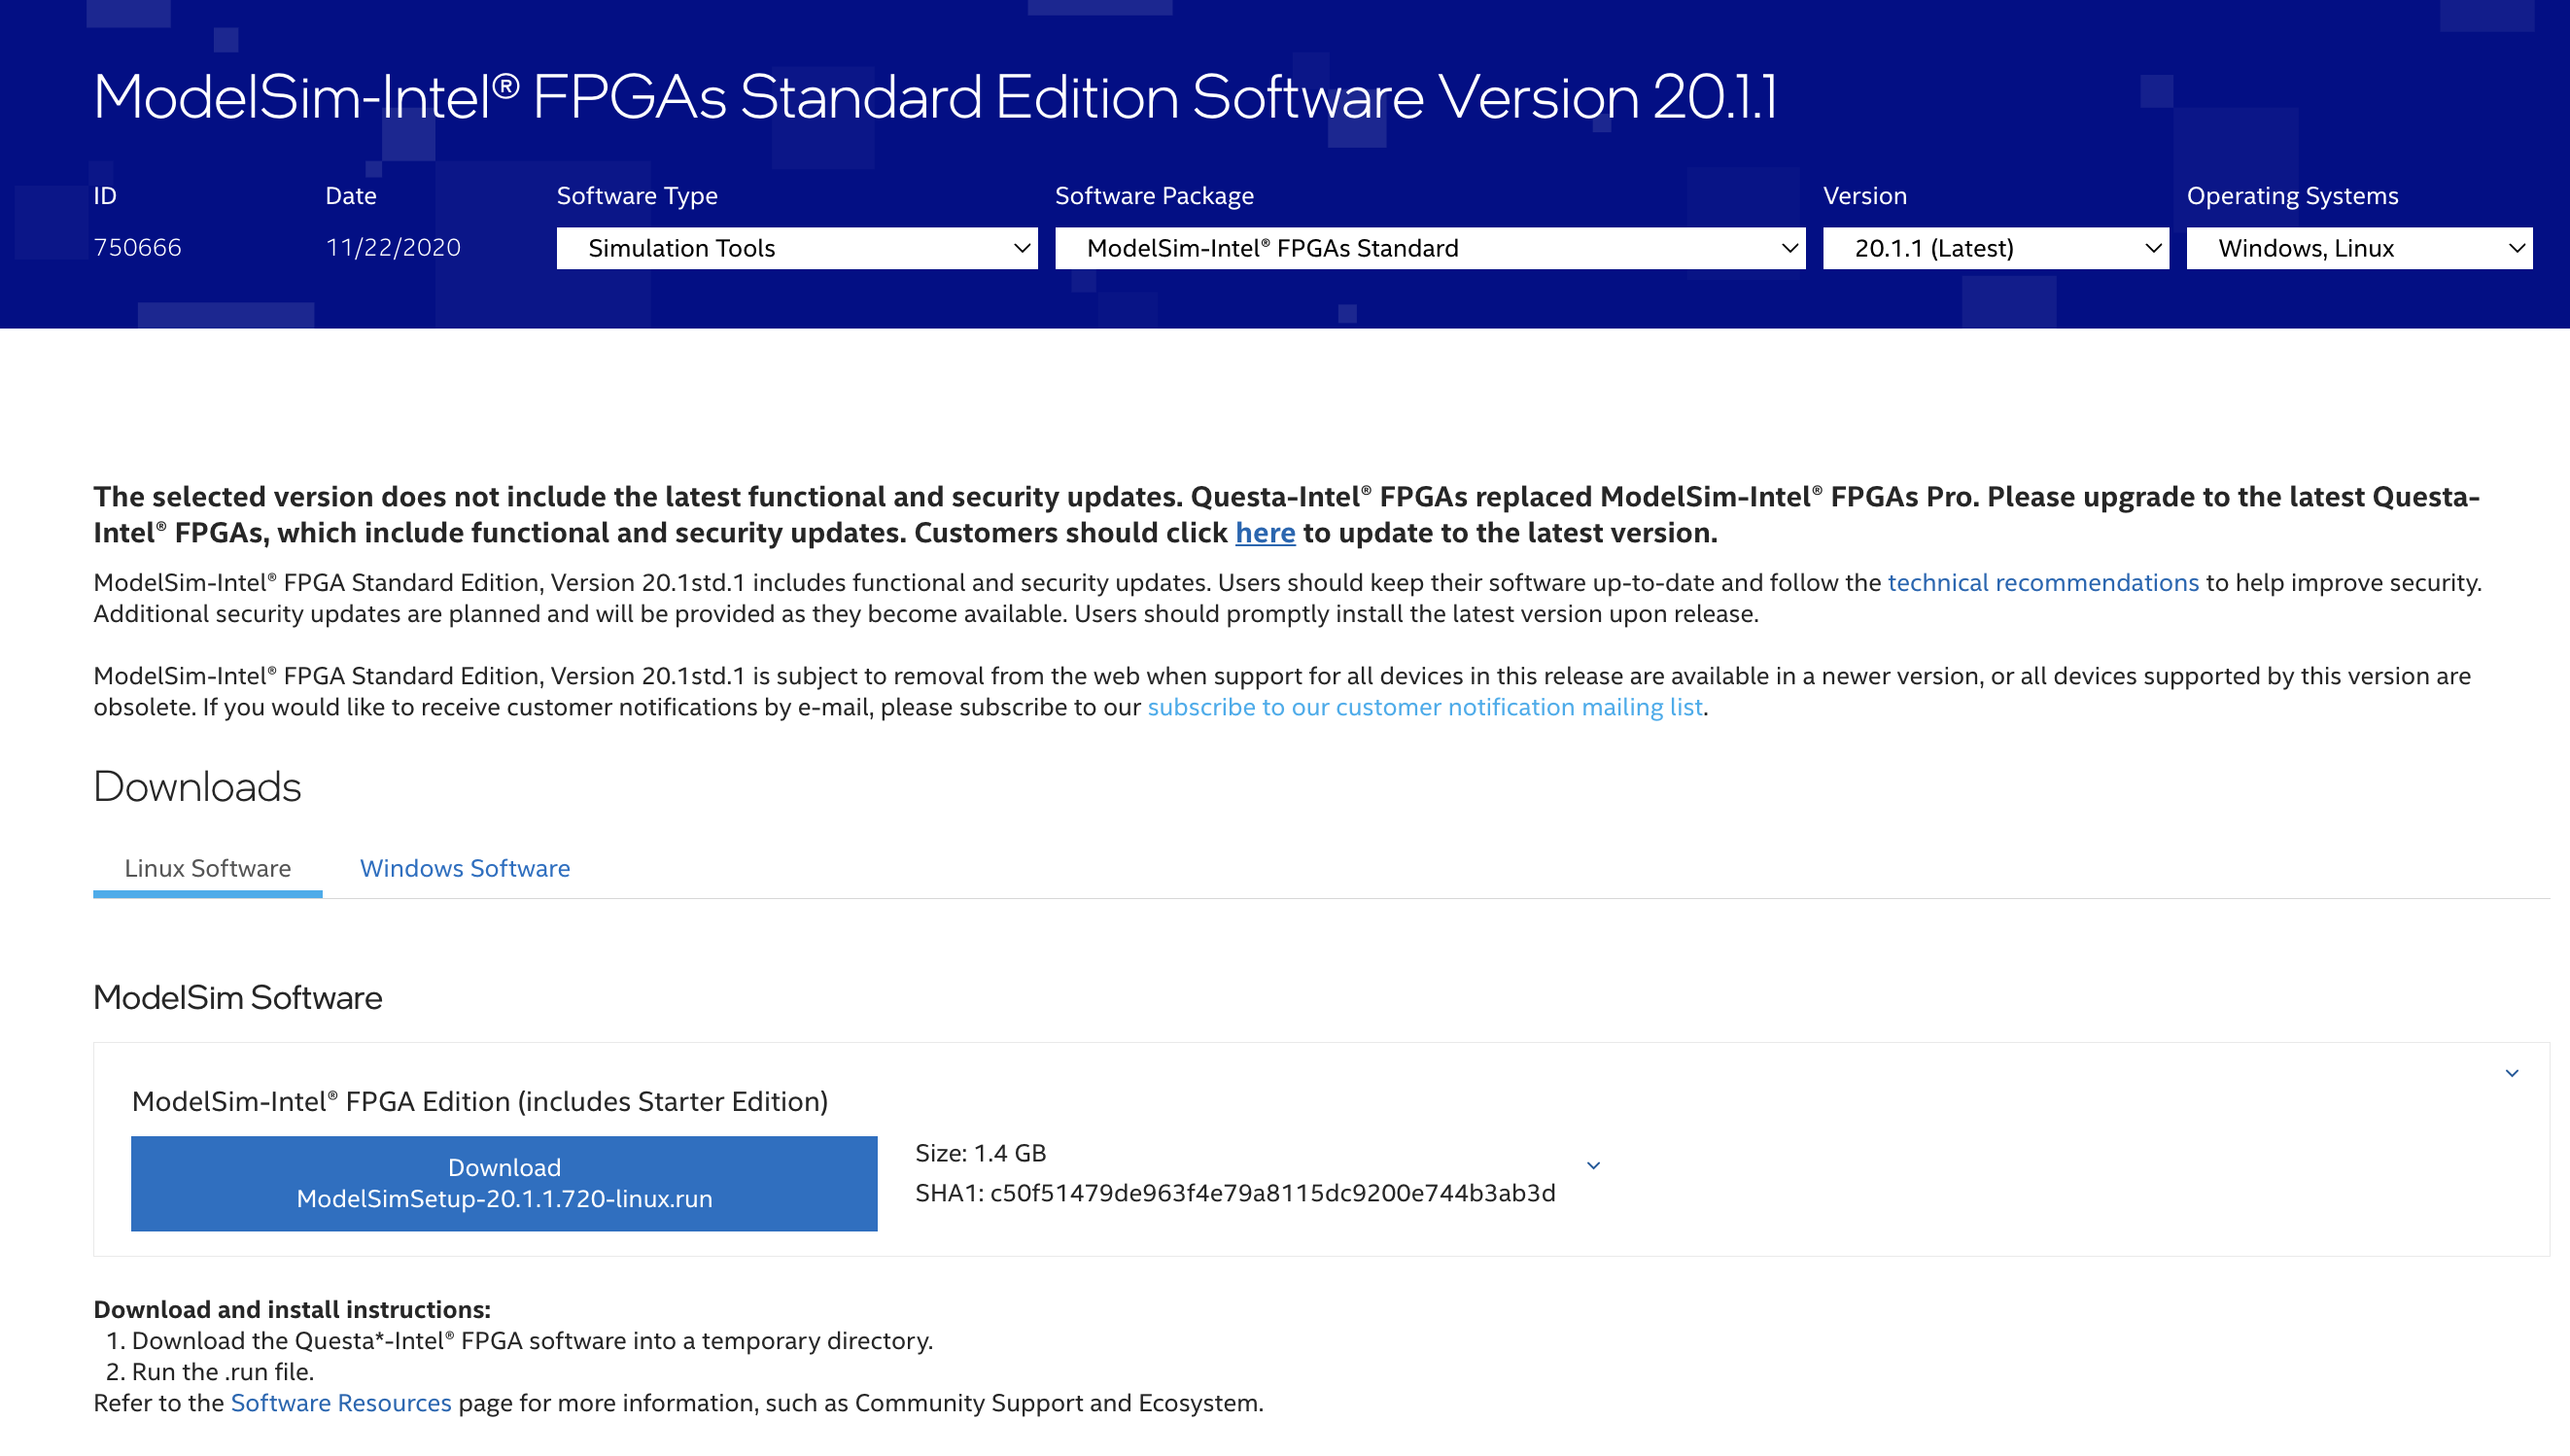 ModelSim-Intel® FPGAs Standard Edition Software Version 20.1.1
ID
Date
Software Type
Software Package
Version
Operating Systems
750666
11/22/2020
Simulation Tools
ModelSim-Intel® FPGAs Standard
20.1.1 (Latest)
Windows, Linux
The selected version does not include the latest functional and security updates. Questa-Intel® FPGAs replaced ModelSim-Intel® FPGAs Pro. Please upgrade to the latest Questa-
Intel® FPGAs, which include functional and security updates. Customers should click here to update to the latest version.
ModelSim-Intel® FPGA Standard Edition, Version 20.1std.1 includes functional and security updates. Users should keep their software up-to-date and follow the technical recommendations to help improve security.
Additional security updates are planned and will be provided as they become available. Users should promptly install the latest version upon release.
ModelSim-Intel® FPGA Standard Edition, Version 20.1std.1 is subject to removal from the web when support for all devices in this release are available in a newer version, or all devices supported by this version are
obsolete. If you would like to receive customer notifications by e-mail, please subscribe to our subscribe to our customer notification mailing list.
Downloads
Linux Software
Windows Software
ModelSim Software
ModelSim-Intel® FPGA Edition (includes Starter Edition)
Download
ModelSimSetup-20.1.1.720-linux.run
Size: 1.4 GB
SHA1: c50f51479de963f4e79a8115dc9200e744b3ab3d
Download and install instructions:
1. Download the Questa*-Intel® FPGA software into a temporary directory.
2. Run the .run file.
Refer to the Software Resources page for more information, such as Community Support and Ecosystem.